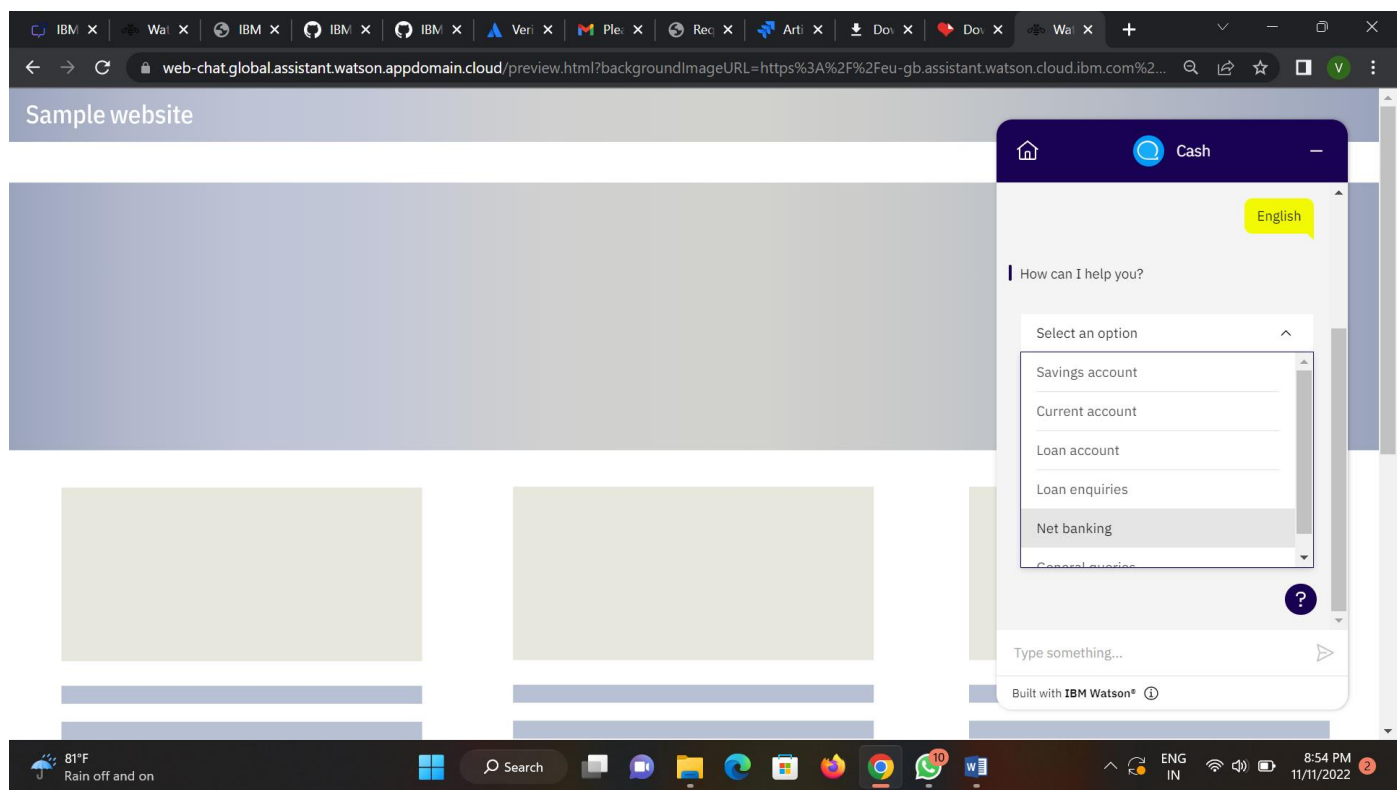 IBM Wat IBM IBM IBM Veri Plea Req Arti Dov Dov Wat
web-chat.global.assistant.watson.appdomain.cloud/preview.html?backgroundImageURL=https%3A%2F%2Feu-gb.assistant.watson.cloud.ibm.com%2... V
Sample website
Cash
English
How can I help you?
Select an option
Savings account
Current account
Loan account
Loan enquiries
Net banking
General queries
?
Type something...
Built with IBM Watson®
81°F
Rain off and on
Search
10
ENG
IN
8:54 PM
11/11/2022
2